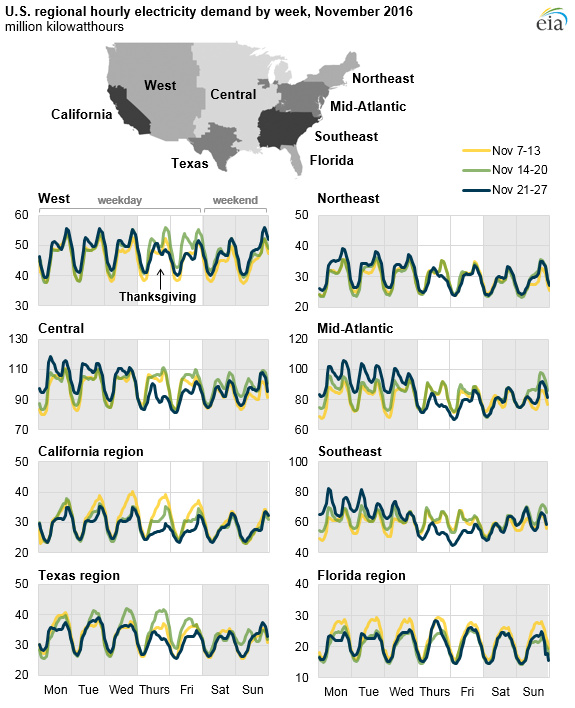 U.S. regional hourly electricity demand by week, November 2016
million kilowatthours
eia
West
Central
Northeast
Mid-Atlantic
California
Southeast
Texas
Florida
Nov 7-13
Nov 14-20
Nov 21-27
West
weekday
weekend
60
50
40
30
Thanksgiving
Northeast
50
40
30
20
Central
130
110
90
70
Mid-Atlantic
120
100
80
60
California region
50
40
30
20
Southeast
100
80
60
40
Texas region
50
40
30
20
Mon Tue Wed Thurs Fri Sat Sun
Florida region
40
30
20
10
Mon Tue Wed Thurs Fri Sat Sun